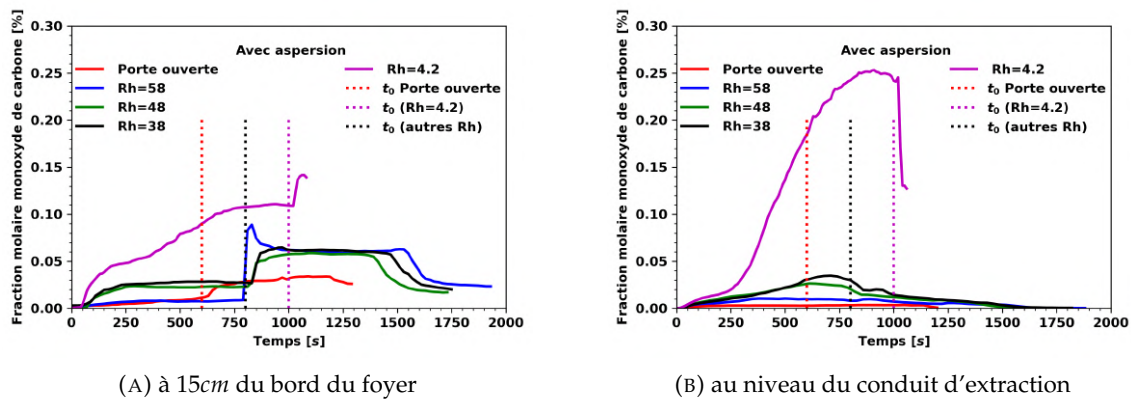 Fraction molaire monoxyde de carbone [%]
0.30
0.25
0.20
0.15
0.10
0.05
0.00
Avec aspersion
Porte ouverte
Rh=58
Rh=48
Rh=38
Rh=4.2
t0 Porte ouverte
t0 (Rh=4.2)
t0 (autres Rh)
0 250 500 750 1000 1250 1500 1750 2000
Temps [s]
(A) à 15cm du bord du foyer
Fraction molaire monoxyde de carbone [%]
0.30
0.25
0.20
0.15
0.10
0.05
0.00
Avec aspersion
Porte ouverte
Rh=58
Rh=48
Rh=38
Rh=4.2
t0 Porte ouverte
t0 (Rh=4.2)
t0 (autres Rh)
0 250 500 750 1000 1250 1500 1750 2000
Temps [s]
(B) au niveau du conduit d'extraction